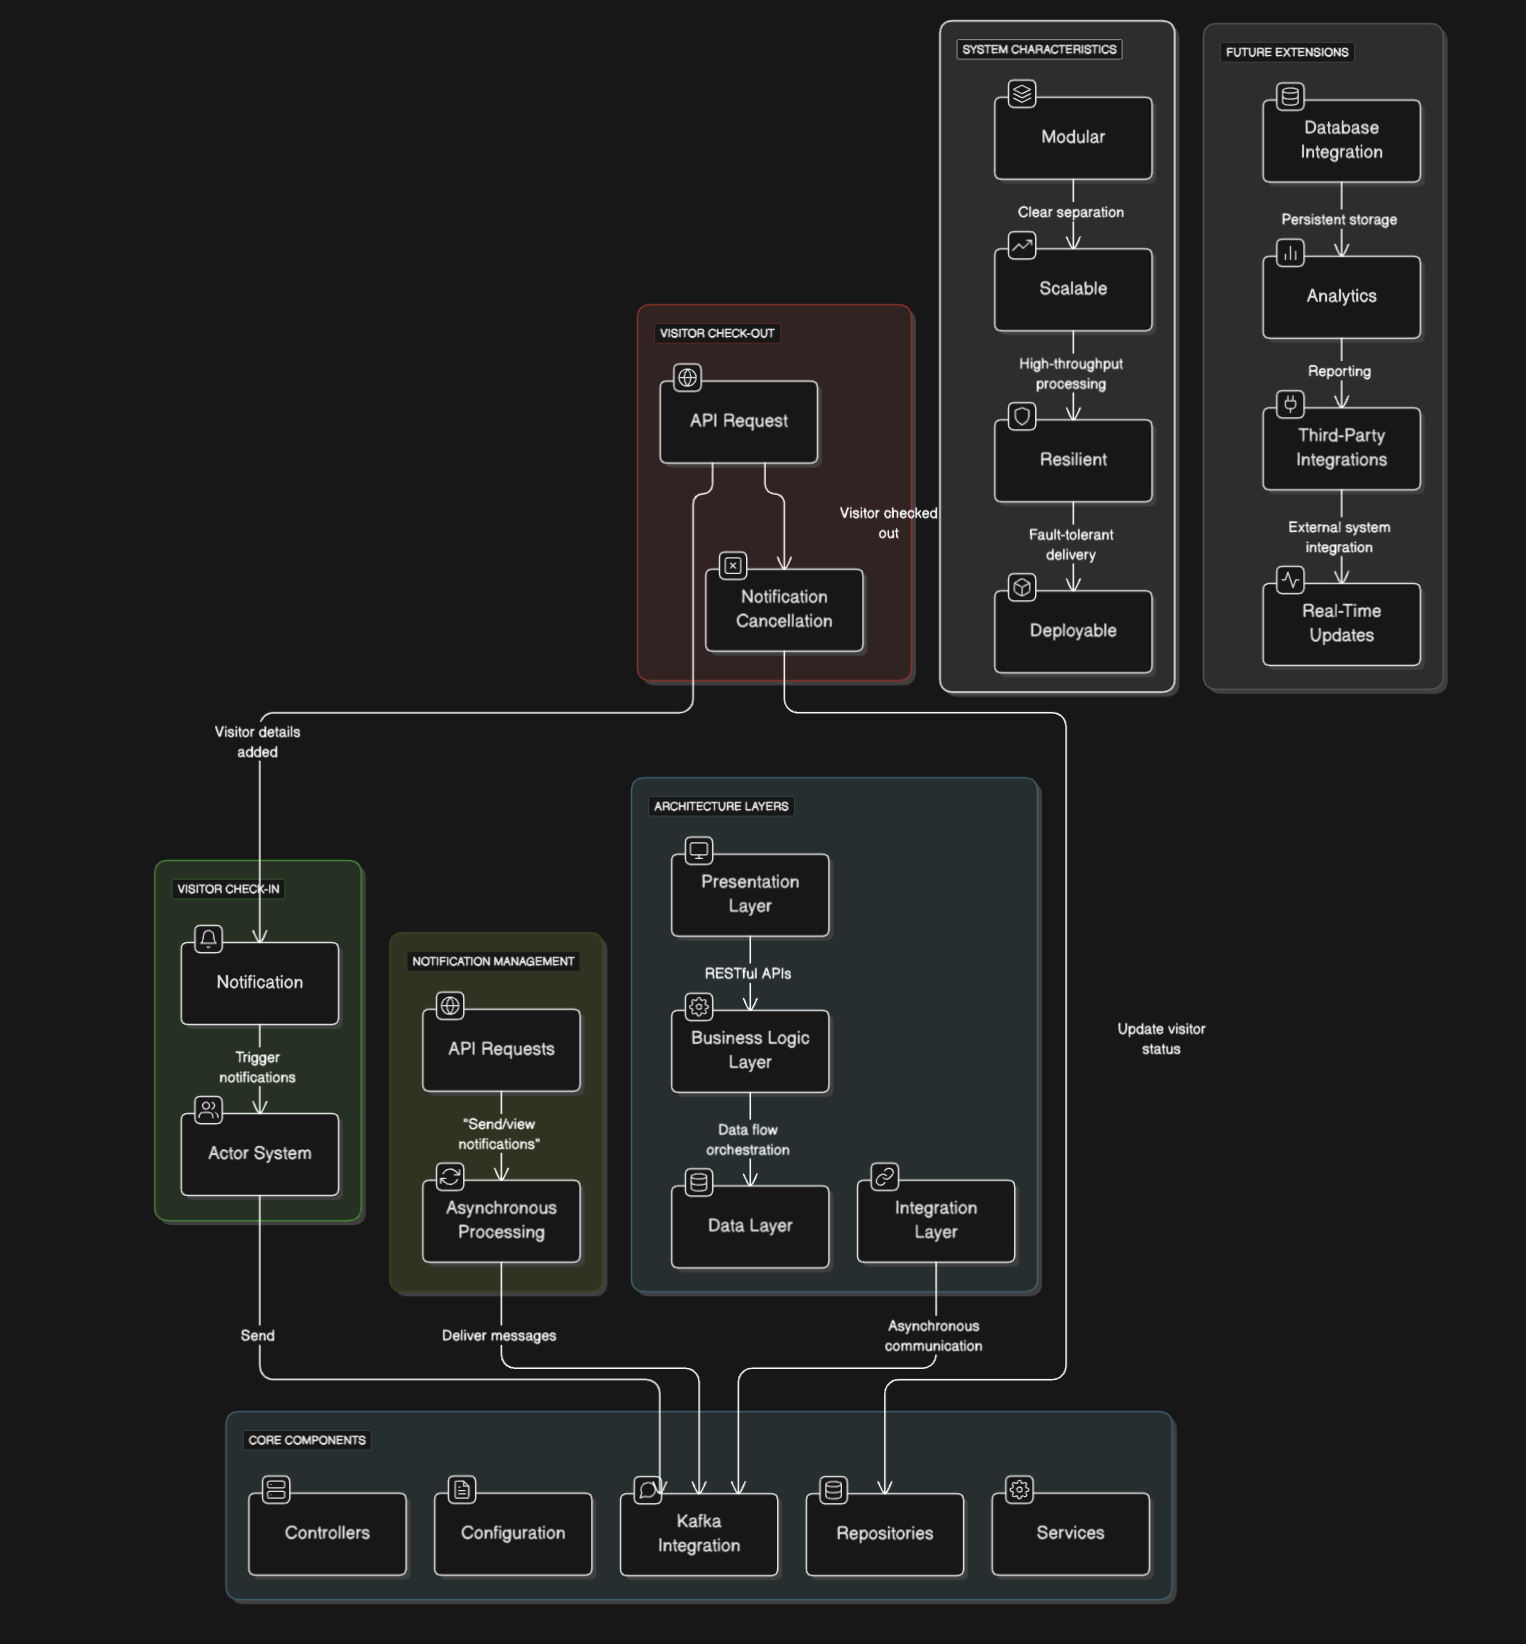 SYSTEM CHARACTERISTICS
Modular
Clear separation
Scalable
High-throughput
processing
Resilient
Fault-tolerant
delivery
Deployable
FUTURE EXTENSIONS
Database
Integration
Persistent storage
Analytics
Reporting
Third-Party
Integrations
External system
integration
Real-Time
Updates
VISITOR CHECK-OUT
API Request
Visitor checked
out
Notification
Cancellation
Visitor details
added
VISITOR CHECK-IN
Notification
Trigger
notifications
Actor System
Send
NOTIFICATION MANAGEMENT
API Requests
"Send/view
notifications"
Asynchronous
Processing
Deliver messages
ARCHITECTURE LAYERS
Presentation
Layer
RESTful APIs
Business Logic
Layer
Data flow
orchestration
Data Layer
Integration
Layer
Asynchronous
communication
Update visitor
status
CORE COMPONENTS
Controllers
Configuration
Kafka
Integration
Repositories
Services